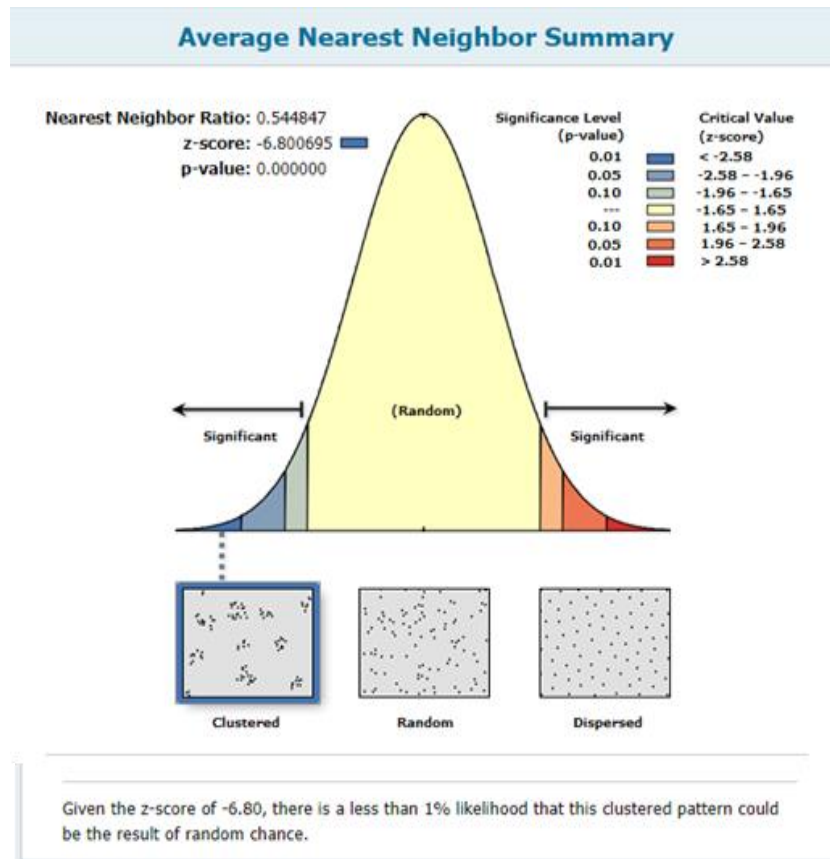 Average Nearest Neighbor Summary
Nearest Neighbor Ratio: 0.544847
z-score: -6.800695
p-value: 0.000000
Significance Level
(p-value)
Critical Value
(z-score)
0.01 < -2.58
0.05 -2.58 – -1.96
0.10 -1.96 – -1.65
--- -1.65 – 1.65
0.10 1.65 – 1.96
0.05 1.96 – 2.58
0.01 > 2.58
(Random)
Significant
Significant
Clustered
Random
Dispersed
Given the z-score of -6.80, there is a less than 1% likelihood that this clustered pattern could
be the result of random chance.